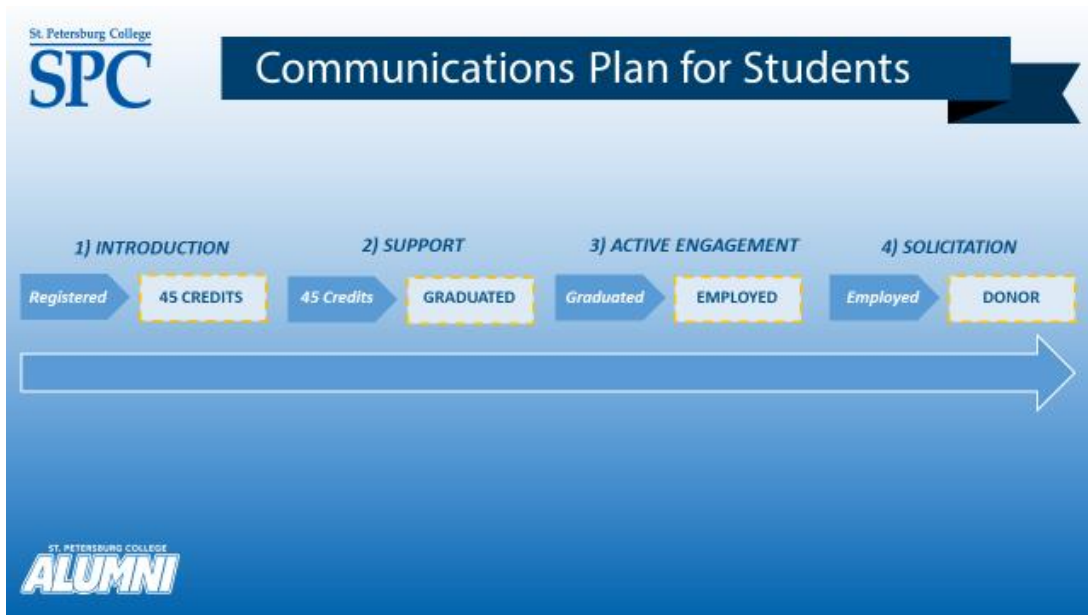 St. Petersburg College
SPC
Communications Plan for Students
1) INTRODUCTION
2) SUPPORT
3) ACTIVE ENGAGEMENT
4) SOLICITATION
Registered
45 CREDITS
45 Credits
GRADUATED
Graduated
EMPLOYED
Employed
DONOR
ST. PETERSBURG COLLEGE
ALUMNI